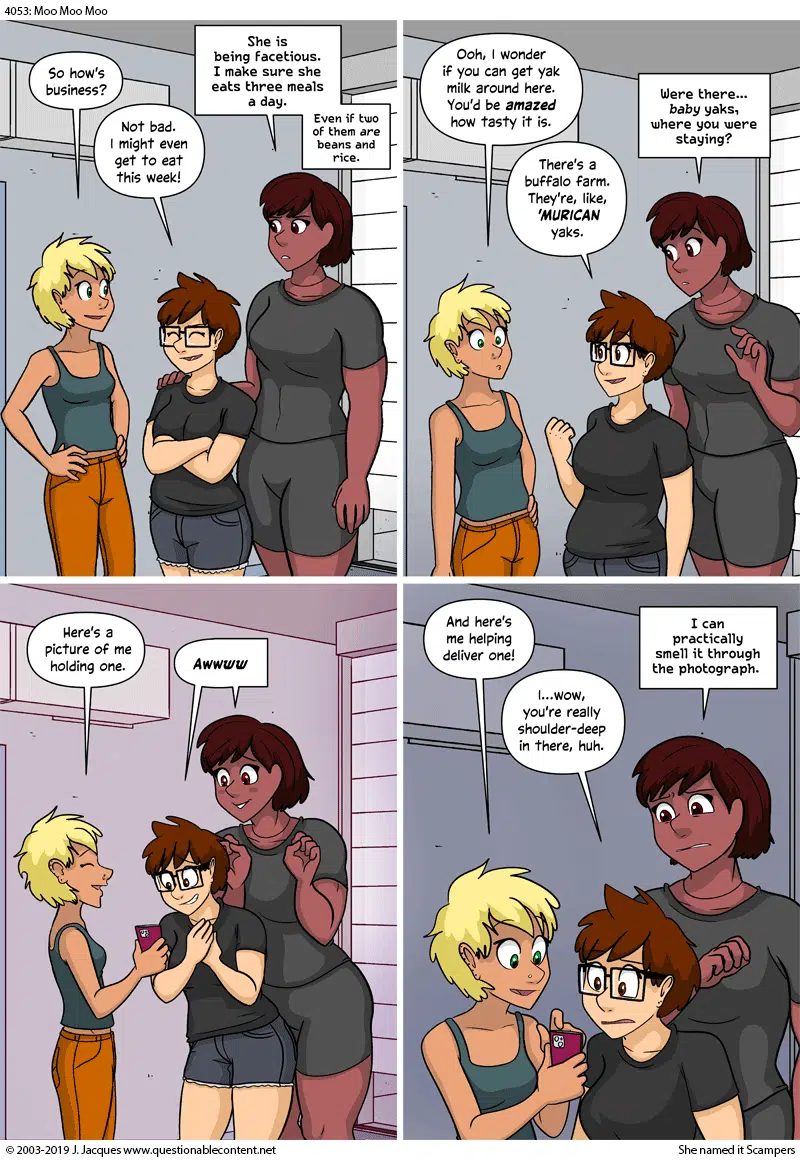 4053: Moo Moo Moo
So how's
business?
Not bad.
I might even
get to eat
this week!
She is
being facetious.
I make sure she
eats three meals
a day.
Even if two
of them are
beans and
rice.
Ooh, I wonder
if you can get yak
milk around here.
You'd be amazed
how tasty it is.
There's a
buffalo farm.
They're, like,
'MURICAN
yaks.
Were there...
baby yaks,
where you were
staying?
Here's a
picture of me
holding one.
Awwww
And here's
me helping
deliver one!
I...wow,
you're really
shoulder-deep
in there, huh.
I can
practically
smell it through
the photograph.
© 2003-2019 J. Jacques www.questionablecontent.net
She named it Scampers